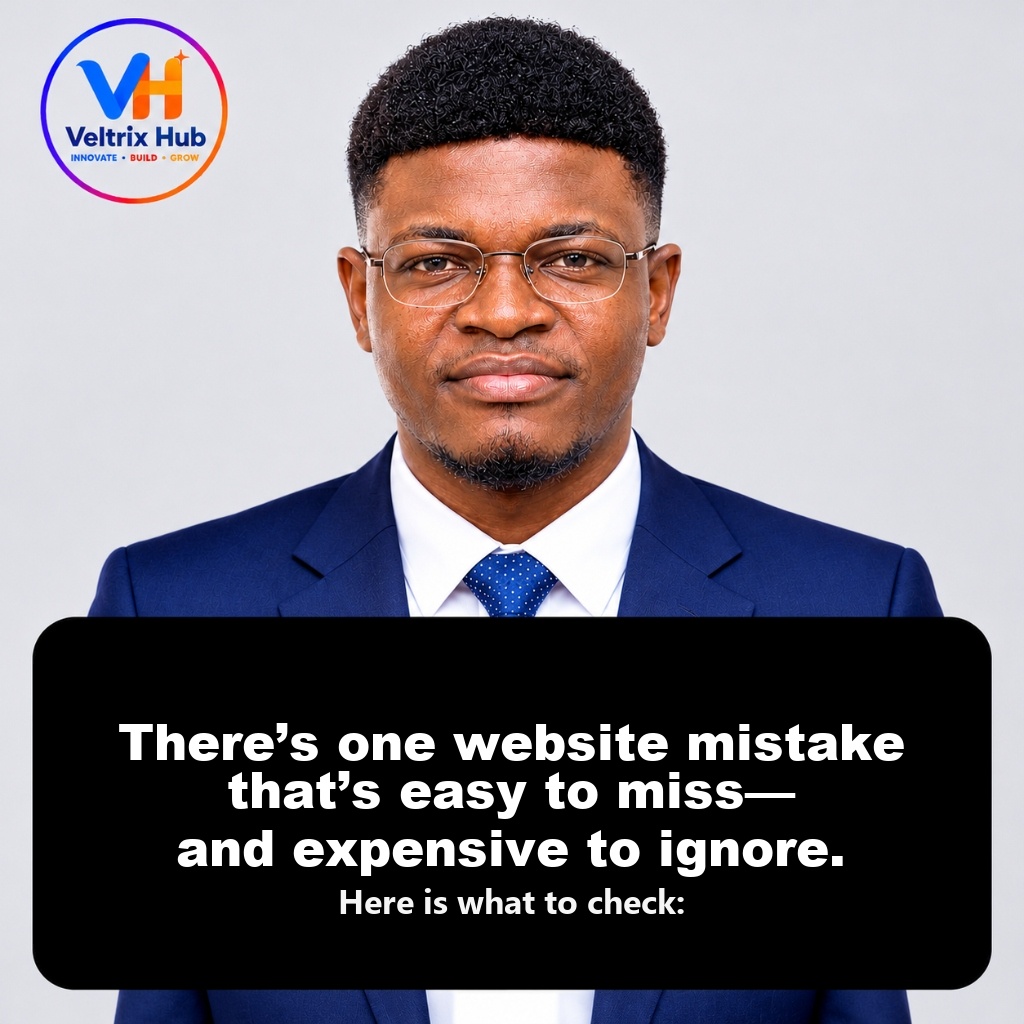 VH
Veltrix Hub
INNOVATE • BUILD • GROW
There’s one website mistake
that’s easy to miss—
and expensive to ignore.
Here is what to check: